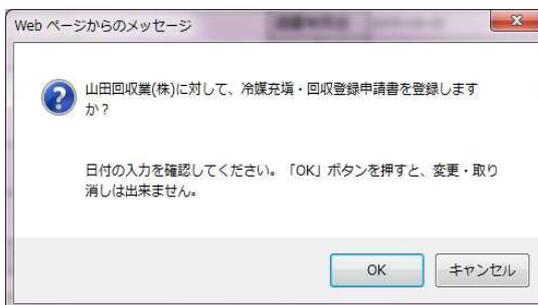 Web ページからのメッセージ
山田回収業(株)に対して、冷媒充塡・回収登録申請書を登録します
か？
日付の入力を確認してください。「OK」ボタンを押すと、変更・取り
消しは出来ません。
OK
キャンセル